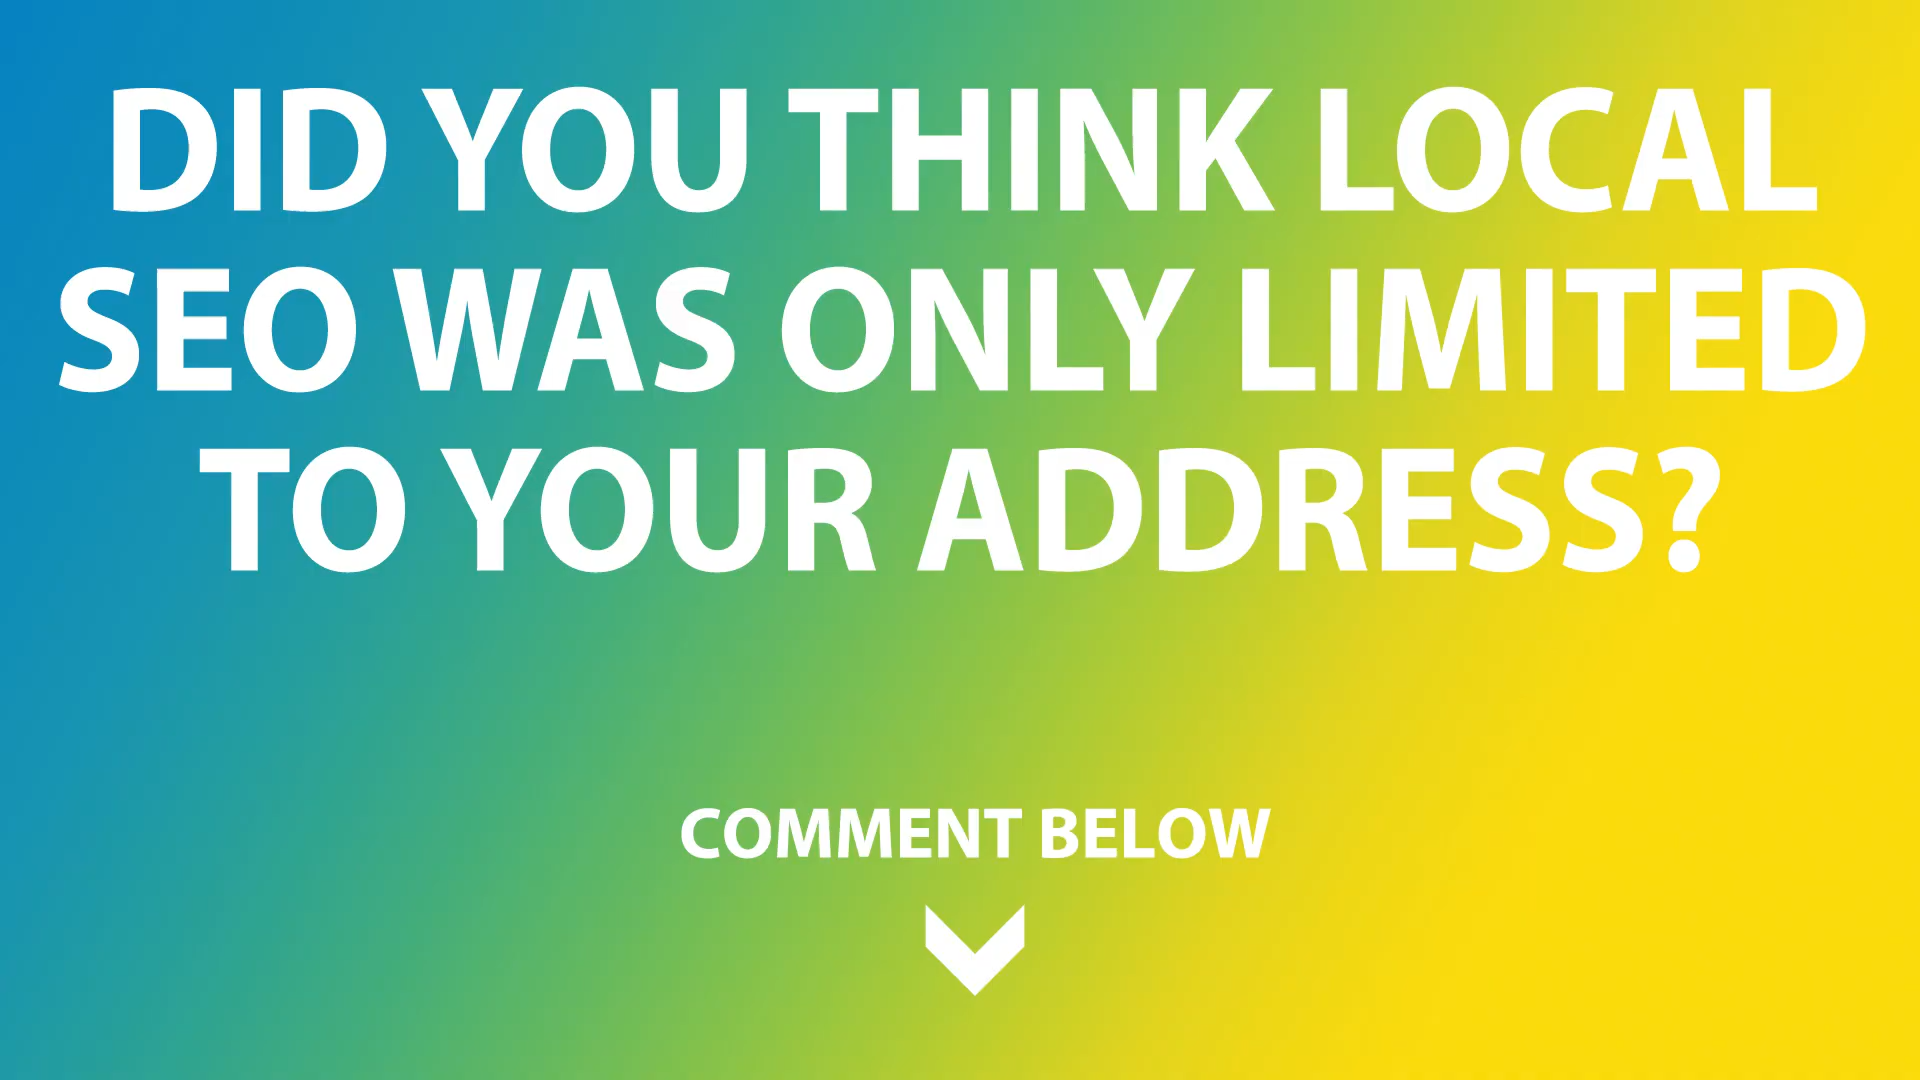 DID YOU THINK LOCAL
SEO WAS ONLY LIMITED
TO YOUR ADDRESS?
COMMENT BELOW